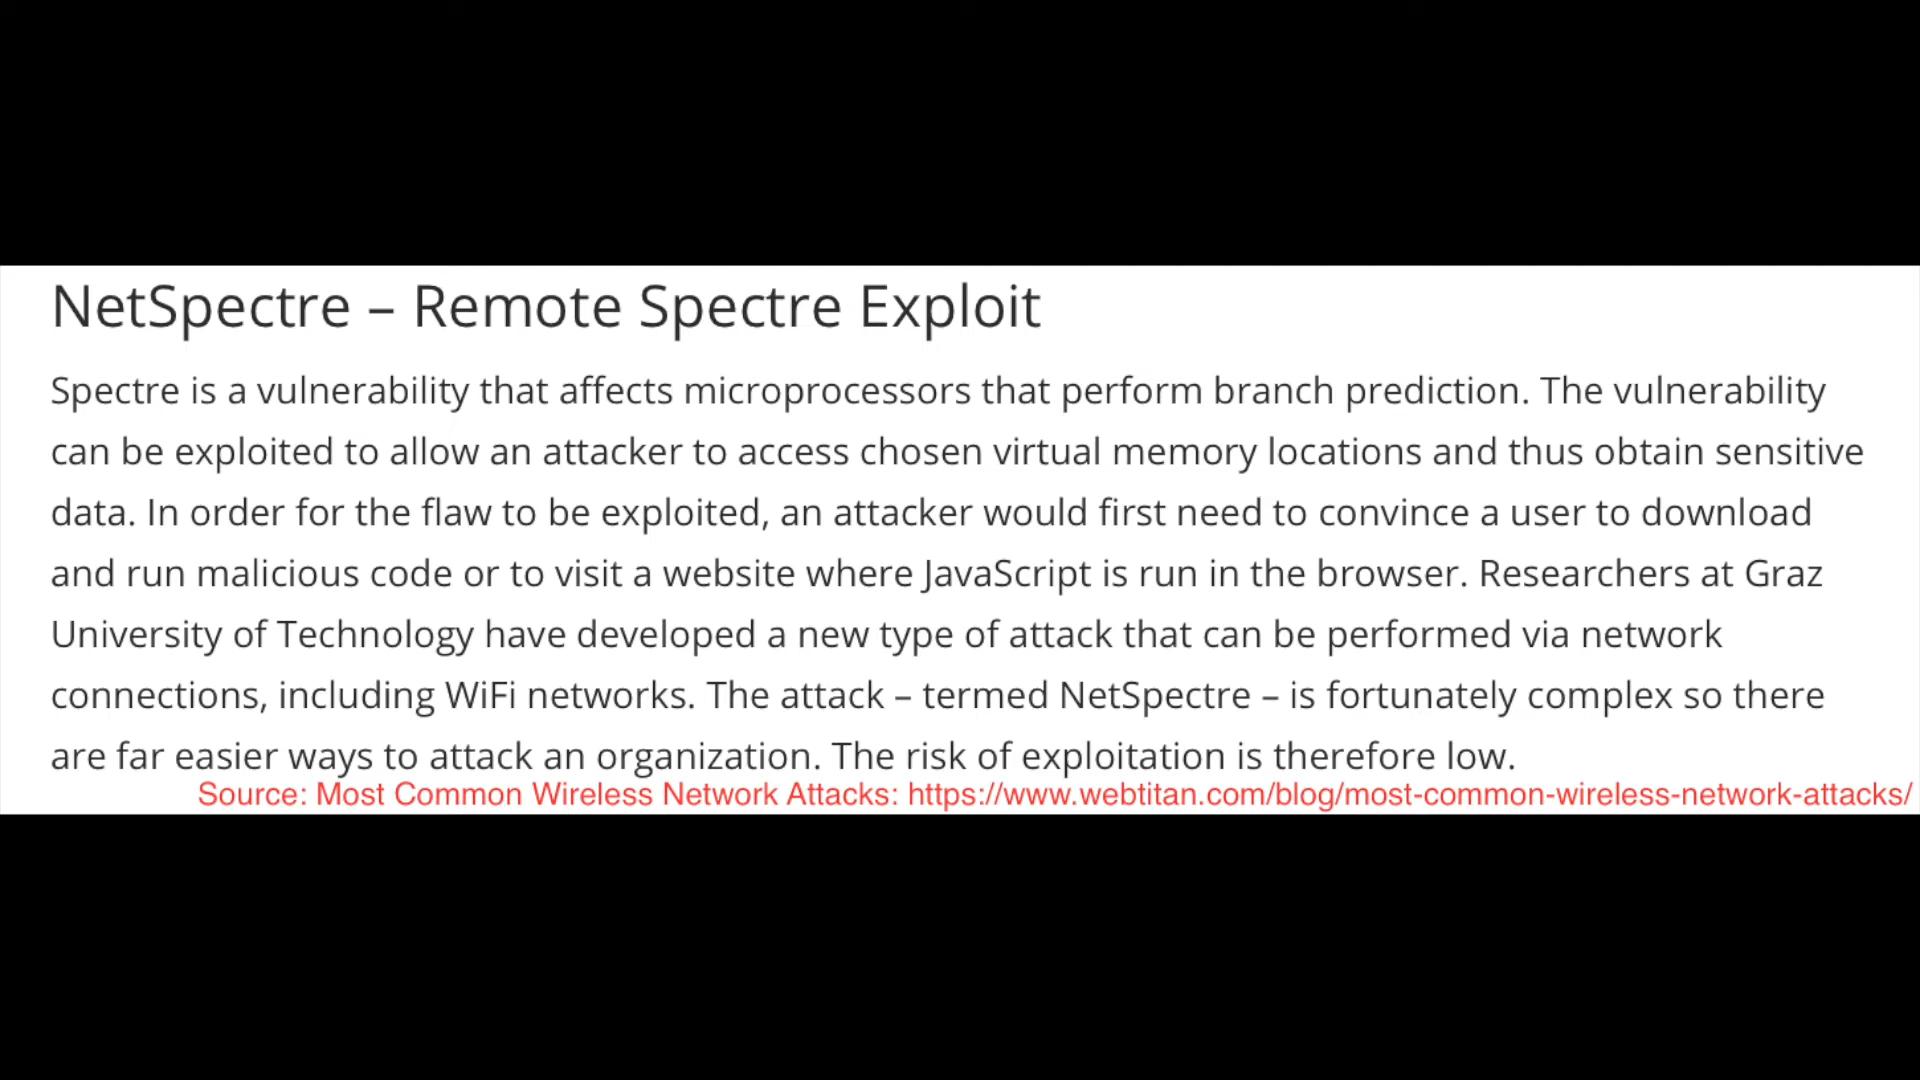 NetSpectre – Remote Spectre Exploit
Spectre is a vulnerability that affects microprocessors that perform branch prediction. The vulnerability
can be exploited to allow an attacker to access chosen virtual memory locations and thus obtain sensitive
data. In order for the flaw to be exploited, an attacker would first need to convince a user to download
and run malicious code or to visit a website where JavaScript is run in the browser. Researchers at Graz
University of Technology have developed a new type of attack that can be performed via network
connections, including WiFi networks. The attack – termed NetSpectre – is fortunately complex so there
are far easier ways to attack an organization. The risk of exploitation is therefore low.
Source: Most Common Wireless Network Attacks: https://www.webtitan.com/blog/most-common-wireless-network-attacks/